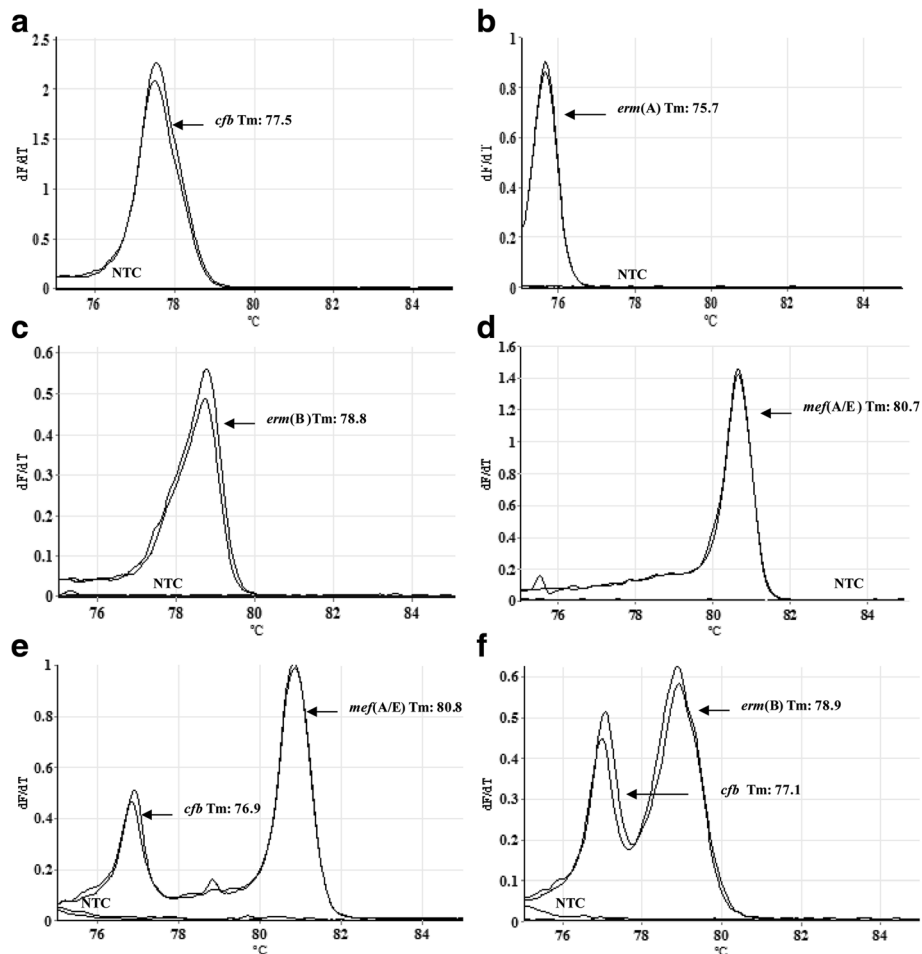 a
2.5
2
1.5
1
0.5
0
dF/dT
cfb Tm: 77.5
NTC
76
78
80
82
84
°C
b
1
0.8
0.6
0.4
0.2
0
dF/dT
erm(A) Tm: 75.7
NTC
76
78
80
82
84
°C
c
0.6
0.5
0.4
0.3
0.2
0.1
0
dF/dT
erm(B) Tm: 78.8
NTC
76
78
80
82
84
°C
d
1.6
1.4
1.2
1
0.8
0.6
0.4
0.2
0
dF/dT
mef(A/E) Tm: 80.7
NTC
76
78
80
82
84
°C
e
1
0.8
0.6
0.4
0.2
0
dF/dT
mef(A/E) Tm: 80.8
cfb Tm: 76.9
NTC
76
78
80
82
84
°C
f
0.6
0.5
0.4
0.3
0.2
0.1
0
dF/dT
erm(B) Tm: 78.9
cfb Tm: 77.1
NTC
76
78
80
82
84
°C